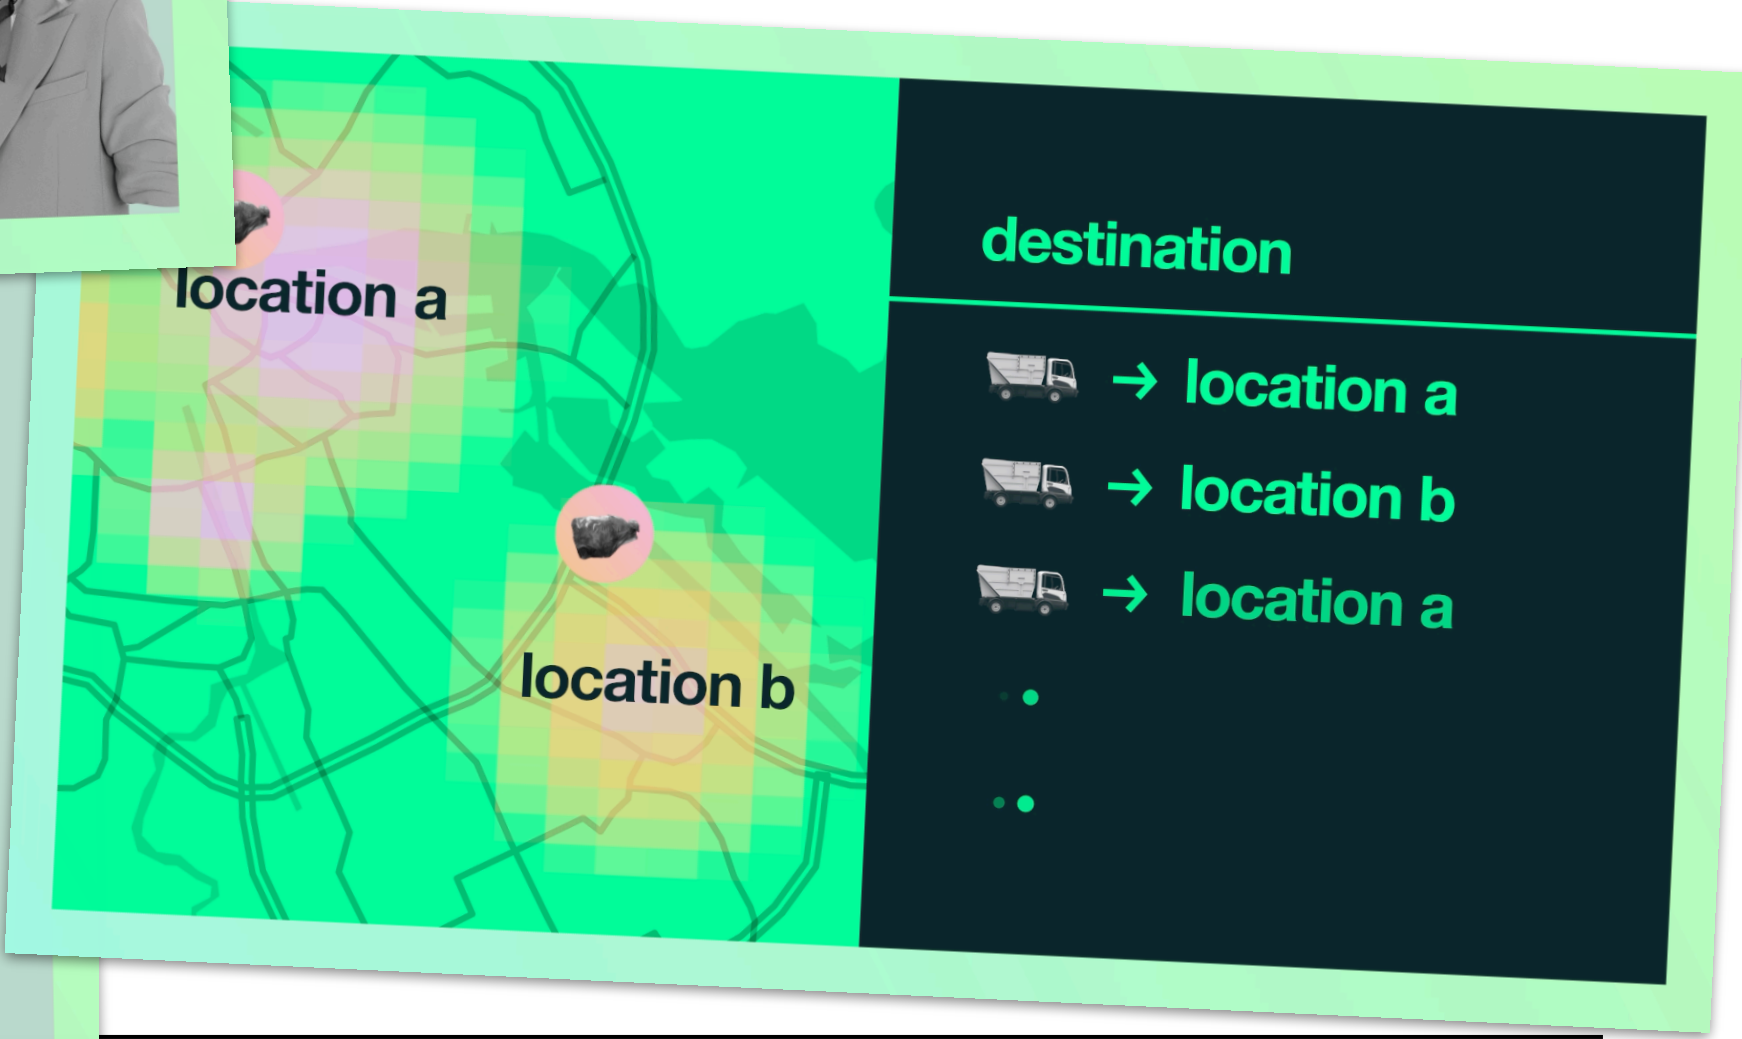 location a
location b
destination
→ location a
→ location b
→ location a